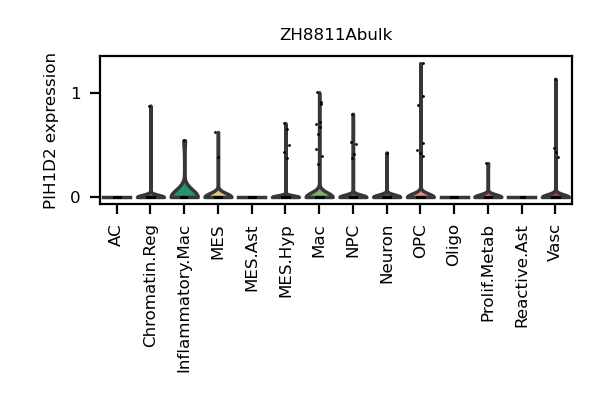 ZH8811Abulk
PIH1D2 expression
1
0
AC
Chromatin.Reg
Inflammatory.Mac
MES
MES.Ast
MES.Hyp
Mac
NPC
Neuron
OPC
Oligo
Prolif.Metab
Reactive.Ast
Vasc